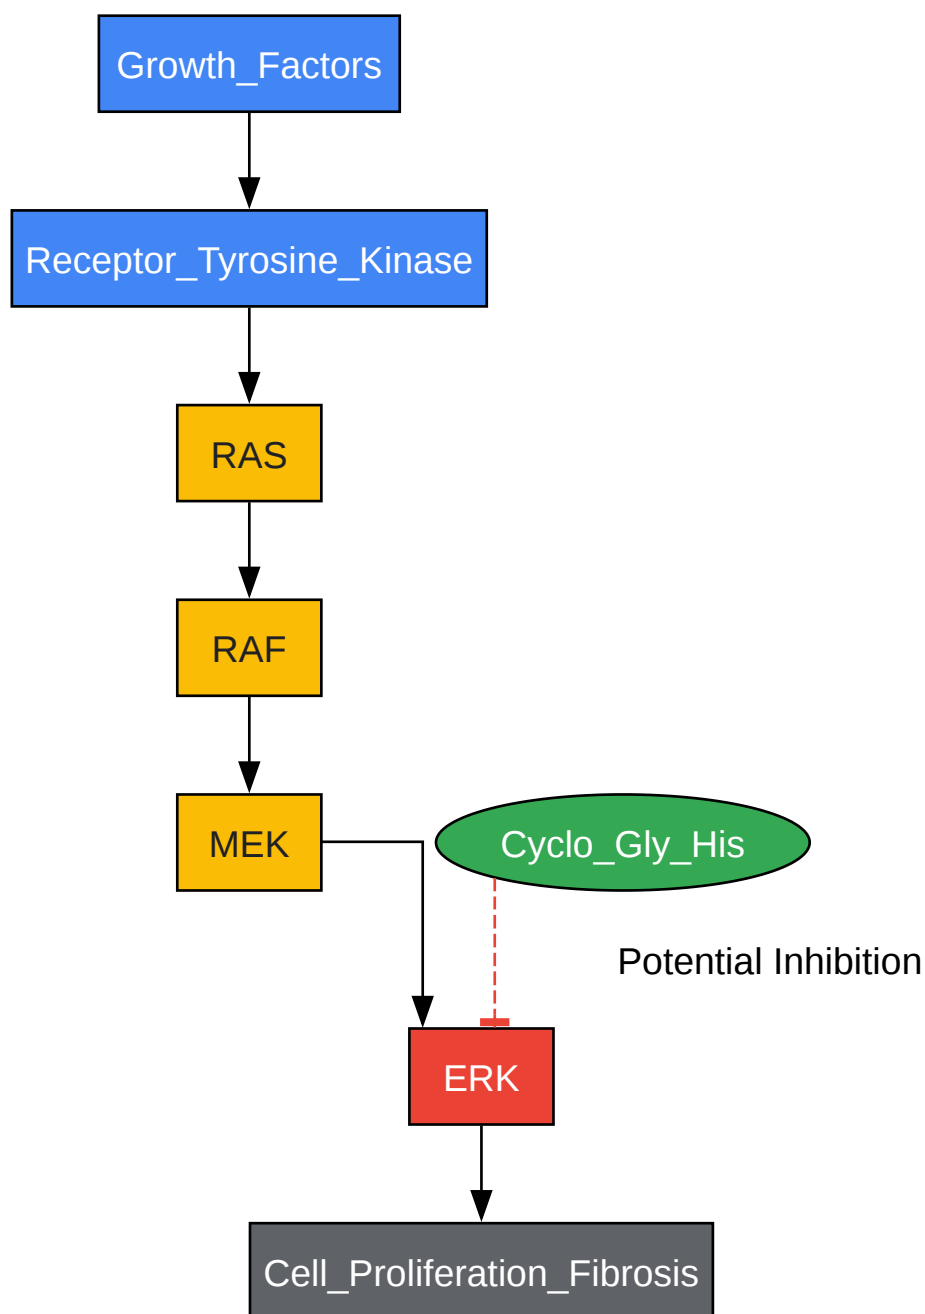 Growth_Factors
Receptor_Tyrosine_Kinase
RAS
RAF
MEK
Cyclo_Gly_His
Potential Inhibition
ERK
Cell_Proliferation_Fibrosis